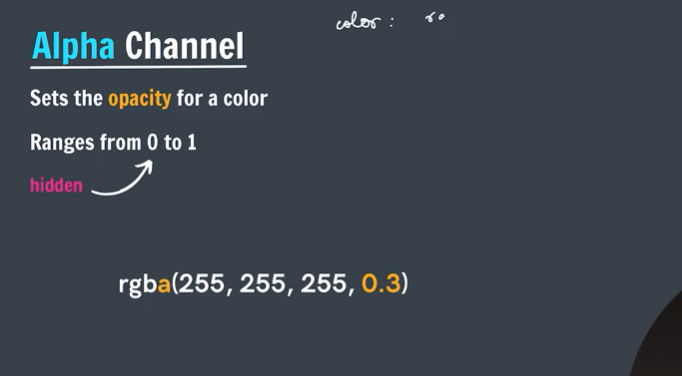 color :
Alpha Channel
Sets the opacity for a color
Ranges from 0 to 1
hidden
rgba(255, 255, 255, 0.3)